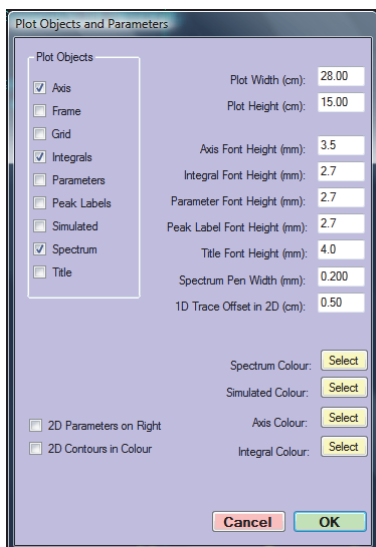 Plot Objects and Parameters
Plot Objects
Axis
Frame
Grid
Integrals
Parameters
Peak Labels
Simulated
Spectrum
Title
Plot Width (cm): 28.00
Plot Height (cm): 15.00
Axis Font Height (mm): 3.5
Integral Font Height (mm): 2.7
Parameter Font Height (mm): 2.7
Peak Label Font Height (mm): 2.7
Title Font Height (mm): 4.0
Spectrum Pen Width (mm): 0.200
1D Trace Offset in 2D (cm): 0.50
Spectrum Colour: Select
Simulated Colour: Select
2D Parameters on Right Axis Colour: Select
2D Contours in Colour Integral Colour: Select
Cancel OK